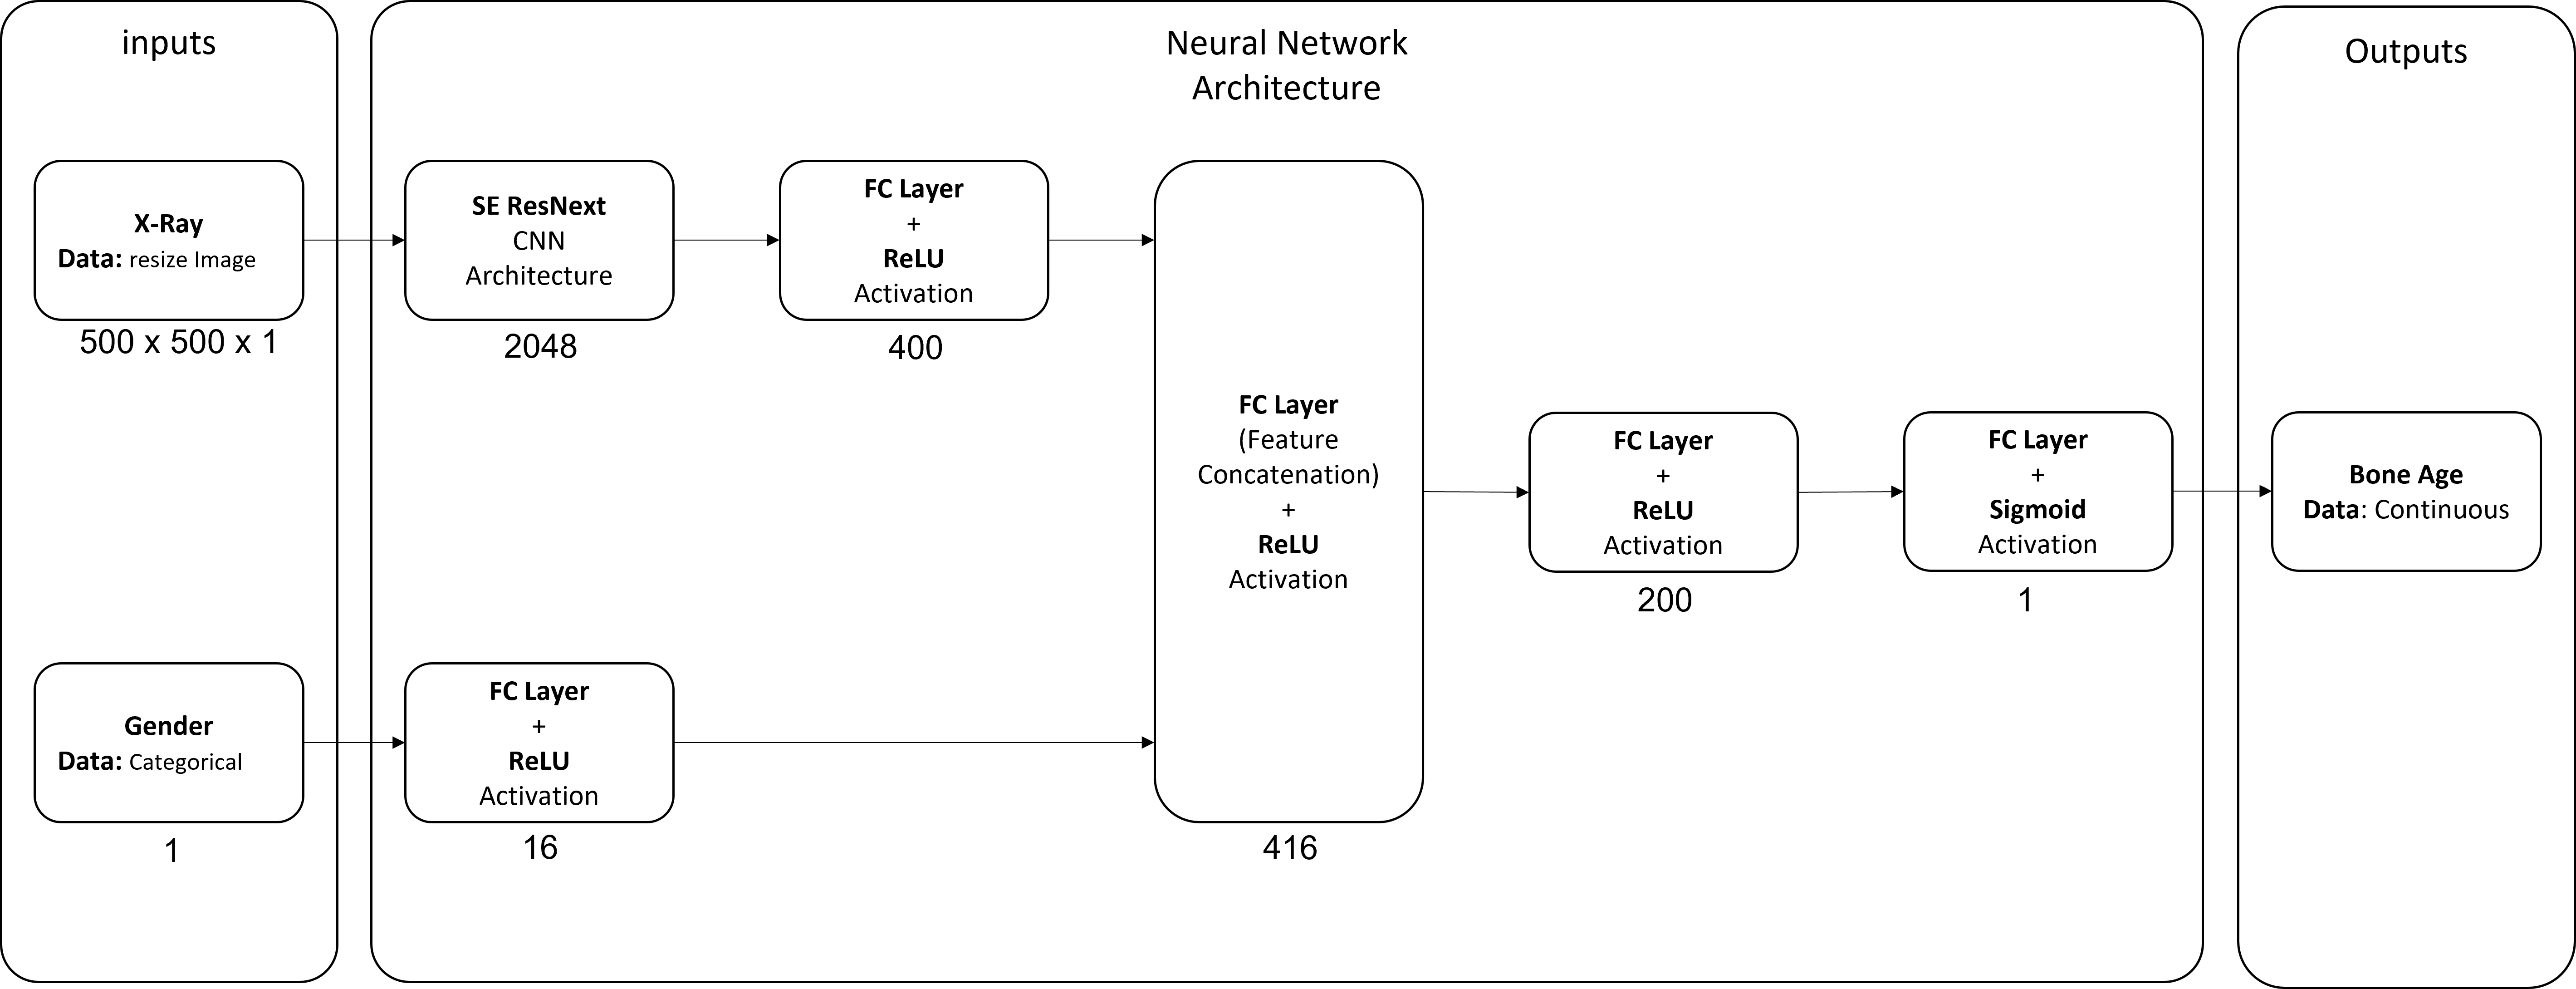 inputs
X-Ray
Data: resize Image
500 x 500 x 1
Gender
Data: Categorical
1
Neural Network
Architecture
SE ResNext
CNN
Architecture
2048
FC Layer
+
ReLU
Activation
400
FC Layer
+
ReLU
Activation
16
FC Layer
(Feature
Concatenation)
+
ReLU
Activation
416
FC Layer
+
ReLU
Activation
200
FC Layer
+
Sigmoid
Activation
1
Outputs
Bone Age
Data: Continuous